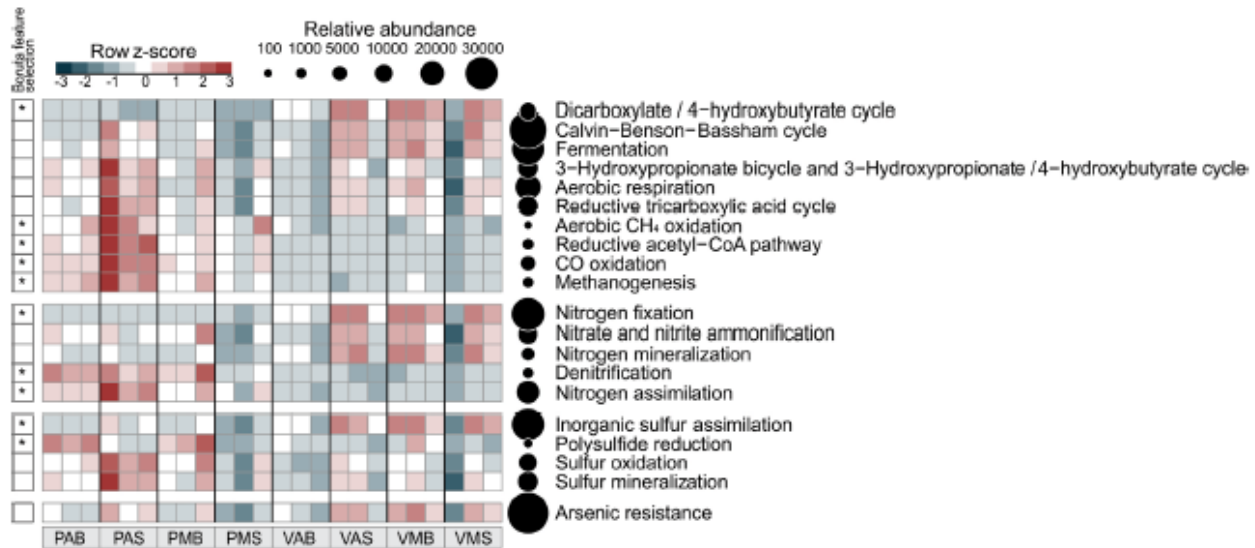 Boruta feature
selection
Row z-score
-3 -2 -1 0 1 2 3
Relative abundance
100 1000 5000 10000 20000 30000
* Dicarboxylate / 4-hydroxybutyrate cycle
Calvin-Benson-Bassham cycle
Fermentation
3-Hydroxypropionate bicycle and 3-Hydroxypropionate /4-hydroxybutyrate cycle
Aerobic respiration
Reductive tricarboxylic acid cycle
* Aerobic CH₄ oxidation
* Reductive acetyl-CoA pathway
* CO oxidation
* Methanogenesis
* Nitrogen fixation
Nitrate and nitrite ammonification
Nitrogen mineralization
* Denitrification
* Nitrogen assimilation
* Inorganic sulfur assimilation
* Polysulfide reduction
Sulfur oxidation
Sulfur mineralization
Arsenic resistance
PAB PAS PMB PMS VAB VAS VMB VMS